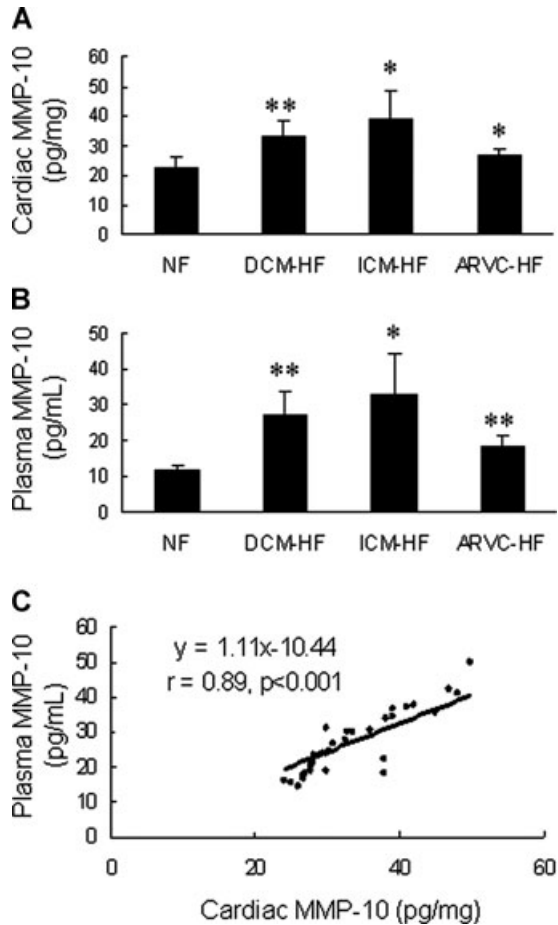 A
Cardiac MMP-10
(pg/mg)
60
50
40
30
20
10
0
**
*
*
NF DCM-HF ICM-HF ARVC-HF
B
Plasma MMP-10
(pg/mL)
50
40
30
20
10
0
**
*
**
NF DCM-HF ICM-HF ARVC-HF
C
Plasma MMP-10
(pg/mL)
60
50
40
30
20
10
0
y = 1.11x-10.44
r = 0.89, p<0.001
0 20 40 60
Cardiac MMP-10 (pg/mg)